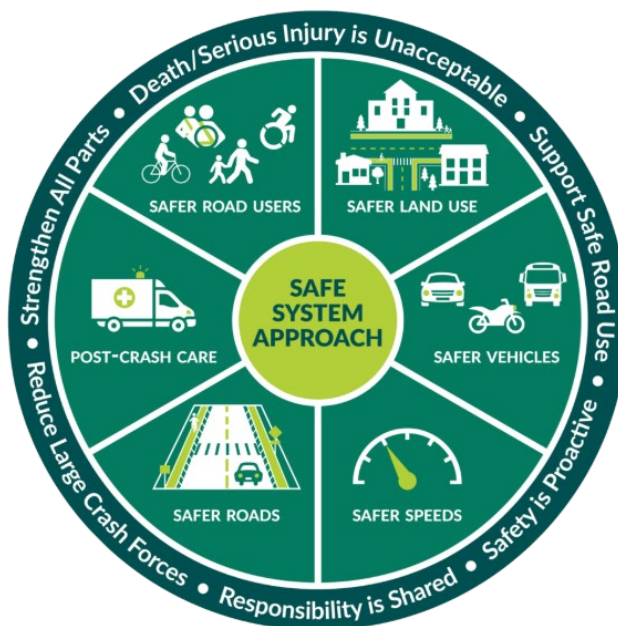 Death/Serious Injury is Unacceptable
Support Safe Road Use
Safety is Proactive
Responsibility is Shared
Reduce Large Crash Forces
Strengthen All Parts
SAFER ROAD USERS
SAFER LAND USE
POST-CRASH CARE
SAFE
SYSTEM
APPROACH
SAFER VEHICLES
SAFER ROADS
SAFER SPEEDS